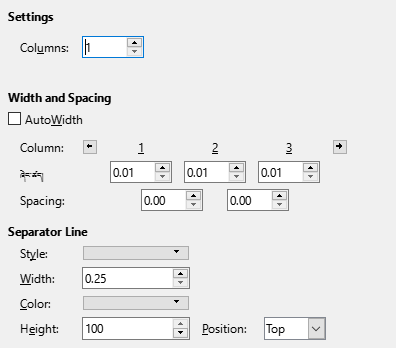 Settings
Columns: 1
Width and Spacing
AutoWidth
Column: 1 2 3
ཞེང་ཚད། 0.01 0.01 0.01
Spacing: 0.00 0.00
Separator Line
Style:
Width: 0.25
Color:
Height: 100 Position: Top